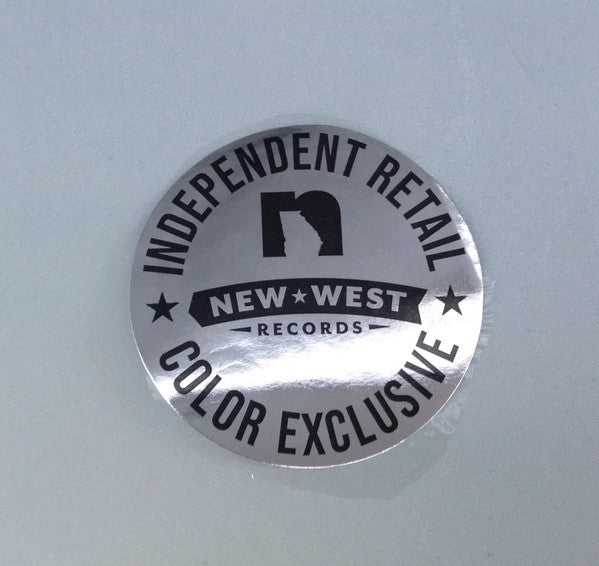 INDEPENDENT RETAIL
n
NEW★WEST
RECORDS
COLOR EXCLUSIVE